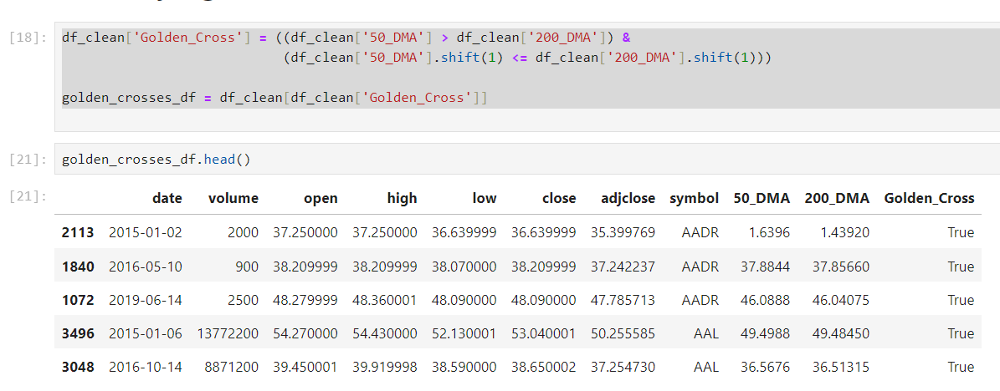 [18]: df_clean['Golden_Cross'] = ((df_clean['50_DMA'] > df_clean['200_DMA']) &
(df_clean['50_DMA'].shift(1) <= df_clean['200_DMA'].shift(1)))
golden_crosses_df = df_clean[df_clean['Golden_Cross']]
[21]: golden_crosses_df.head()
[21]: date volume open high low close adjclose symbol 50_DMA 200_DMA Golden_Cross
2113 2015-01-02 2000 37.250000 37.250000 36.639999 36.639999 35.399769 AADR 1.6396 1.43920 True
1840 2016-05-10 900 38.209999 38.209999 38.070000 38.209999 37.242237 AADR 37.8844 37.85660 True
1072 2019-06-14 2500 48.279999 48.360001 48.090000 48.090000 47.785713 AADR 46.0888 46.04075 True
3496 2015-01-06 13772200 54.270000 54.430000 52.130001 53.040001 50.255585 AAL 49.4988 49.48450 True
3048 2016-10-14 8871200 39.450001 39.919998 38.590000 38.650002 37.254730 AAL 36.5676 36.51315 True